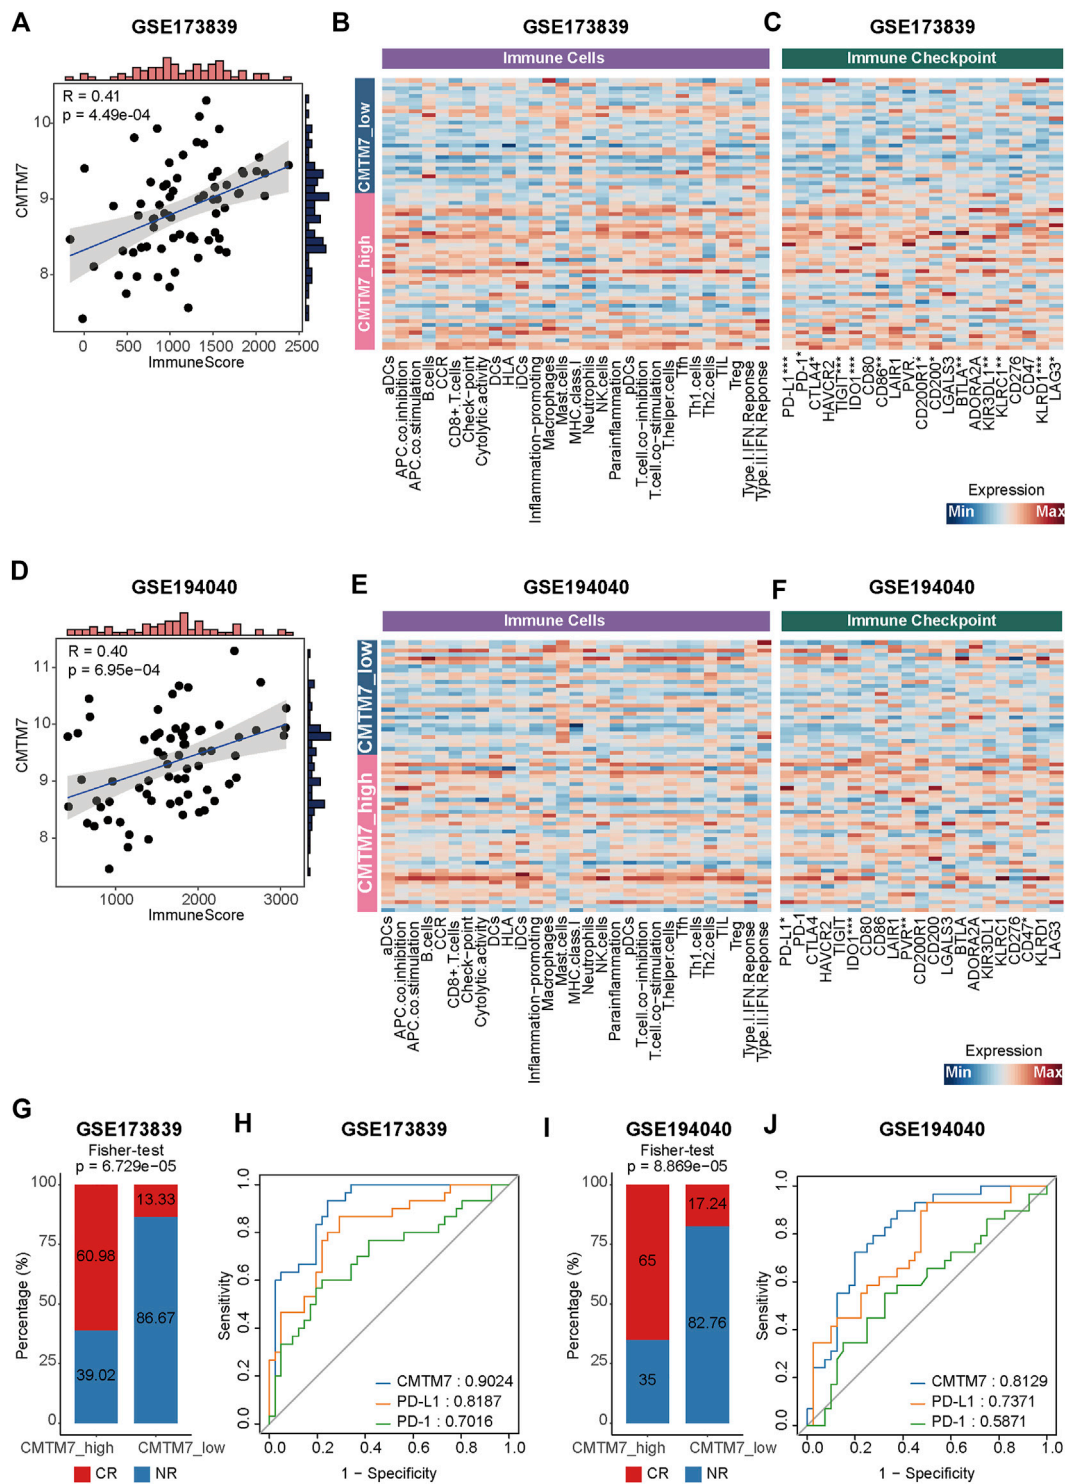 A
GSE173839
R = 0.41
p = 4.49e-04
CMTM7
10
9
8
0
500
1000
1500
2000
2500
ImmuneScore
B
GSE173839
Immune Cells
CMTM7_low
CMTM7_high
aDCs
APC.co.inhibition
APC.co.stimulation
B.cells
CCR
CD8+.T.cells
Check-point
Cytolytic.activity
DCs
HLA
iDCs
Inflammation-promoting
Macrophages
Mast.cells
MHC.class.I
Neutrophils
NK.cells
Parainflammation
pDCs
T.cell.co-inhibition
T.cell.co-stimulation
T.helper.cells
Tfh
Th1.cells
Th2.cells
TIL
Treg
Type.I.IFN.Reponse
Type.II.IFN.Reponse
C
GSE173839
Immune Checkpoint
PD-L1***
PD-1*
CTLA4*
HAVCR2
TIGIT***
IDO1***
CD80
CD86**
LAIR1
PVR.
CD200R1*
CD200*
LGALS3
BTLA**
ADORA2A
KIR3DL1**
KLRC1**
CD276
CD47
KLRD1***
LAG3*
Expression
Min Max
D
GSE194040
R = 0.40
p = 6.95e-04
CMTM7
11
10
9
8
1000
2000
3000
ImmuneScore
E
GSE194040
Immune Cells
CMTM7_low
CMTM7_high
aDCs
APC.co.inhibition
APC.co.stimulation
B.cells
CCR
CD8+.T.cells
Check-point
Cytolytic.activity
DCs
HLA
iDCs
Inflammation-promoting
Macrophages
Mast.cells
MHC.class.I
Neutrophils
NK.cells
Parainflammation
pDCs
T.cell.co-inhibition
T.cell.co-stimulation
T.helper.cells
Tfh
Th1.cells
Th2.cells
TIL
Treg
Type.I.IFN.Reponse
Type.II.IFN.Reponse
F
GSE194040
Immune Checkpoint
PD-L1*
PD-1
CTLA4
HAVCR2
TIGIT
IDO1***
CD80
CD86
LAIR1
PVR**
CD200R1
CD200
LGALS3
BTLA
ADORA2A
KIR3DL1
KLRC1
CD276
CD47*
KLRD1
LAG3
Expression
Min Max
G
GSE173839
Fisher-test
p = 6.729e-05
Percentage (%)
100
75
50
25
0
60.98
39.02
13.33
86.67
CMTM7_high
CMTM7_low
CR NR
H
GSE173839
Sensitivity
1.0
0.8
0.6
0.4
0.2
0.0
CMTM7 : 0.9024
PD-L1 : 0.8187
PD-1 : 0.7016
0.0 0.2 0.4 0.6 0.8 1.0
1 - Specificity
I
GSE194040
Fisher-test
p = 8.869e-05
Percentage (%)
100
75
50
25
0
65
35
17.24
82.76
CMTM7_high
CMTM7_low
CR NR
J
GSE194040
Sensitivity
1.0
0.8
0.6
0.4
0.2
0.0
CMTM7 : 0.8129
PD-L1 : 0.7371
PD-1 : 0.5871
0.0 0.2 0.4 0.6 0.8 1.0
1 - Specificity